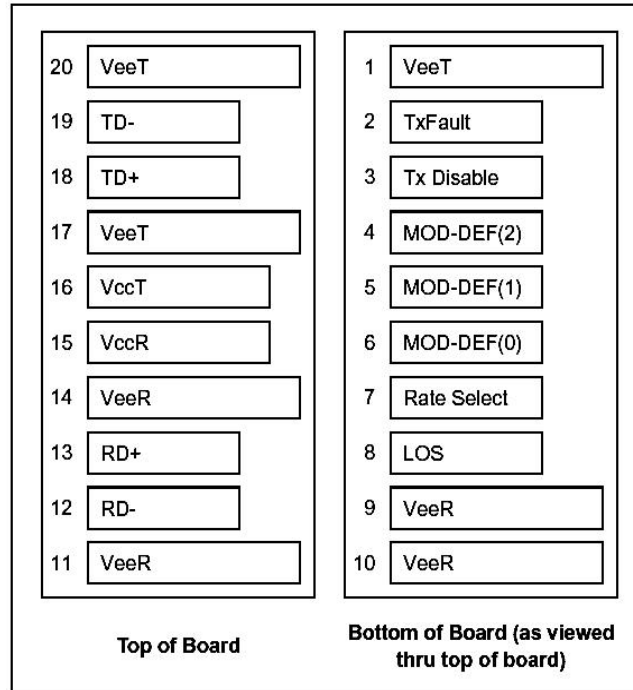 20 VeeT
19 TD-
18 TD+
17 VeeT
16 VccT
15 VccR
14 VeeR
13 RD+
12 RD-
11 VeeR
Top of Board
1 VeeT
2 TxFault
3 Tx Disable
4 MOD-DEF(2)
5 MOD-DEF(1)
6 MOD-DEF(0)
7 Rate Select
8 LOS
9 VeeR
10 VeeR
Bottom of Board (as viewed
thru top of board)